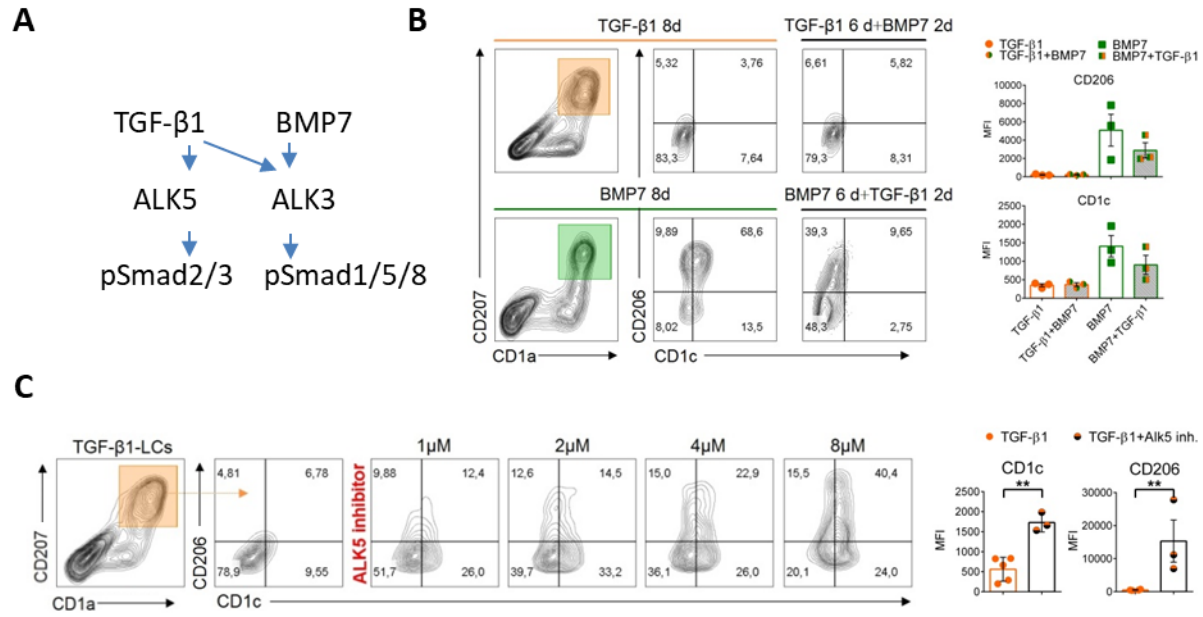 A
TGF-β1 BMP7
ALK5 ALK3
pSmad2/3 pSmad1/5/8
B
TGF-β1 8d TGF-β1 6 d+BMP7 2d
5,32 3,76 6,61 5,82
83,3 7,64 79,3 8,31
BMP7 8d BMP7 6 d+TGF-β1 2d
9,89 68,6 39,3 9,65
8,02 13,5 48,3 2,75
CD207
CD206
CD1a
CD1c
TGF-β1 BMP7
TGF-β1+BMP7 BMP7+TGF-β1
CD206
MFI
10000
8000
6000
4000
2000
0
CD1c
MFI
2500
2000
1500
1000
500
0
TGF-β1
TGF-β1+BMP7
BMP7
BMP7+TGF-β1
C
TGF-β1-LCs
1µM 2µM 4µM 8µM
ALK5 inhibitor
4,81 6,78 9,88 12,4 12,6 14,5 15,0 22,9 15,5 40,4
78,9 9,55 51,7 26,0 39,7 33,2 36,1 26,0 20,1 24,0
CD207
CD206
CD1a
CD1c
TGF-β1 TGF-β1+Alk5 inh.
CD1c
**
MFI
2500
2000
1500
1000
500
0
CD206
**
MFI
30000
20000
10000
0